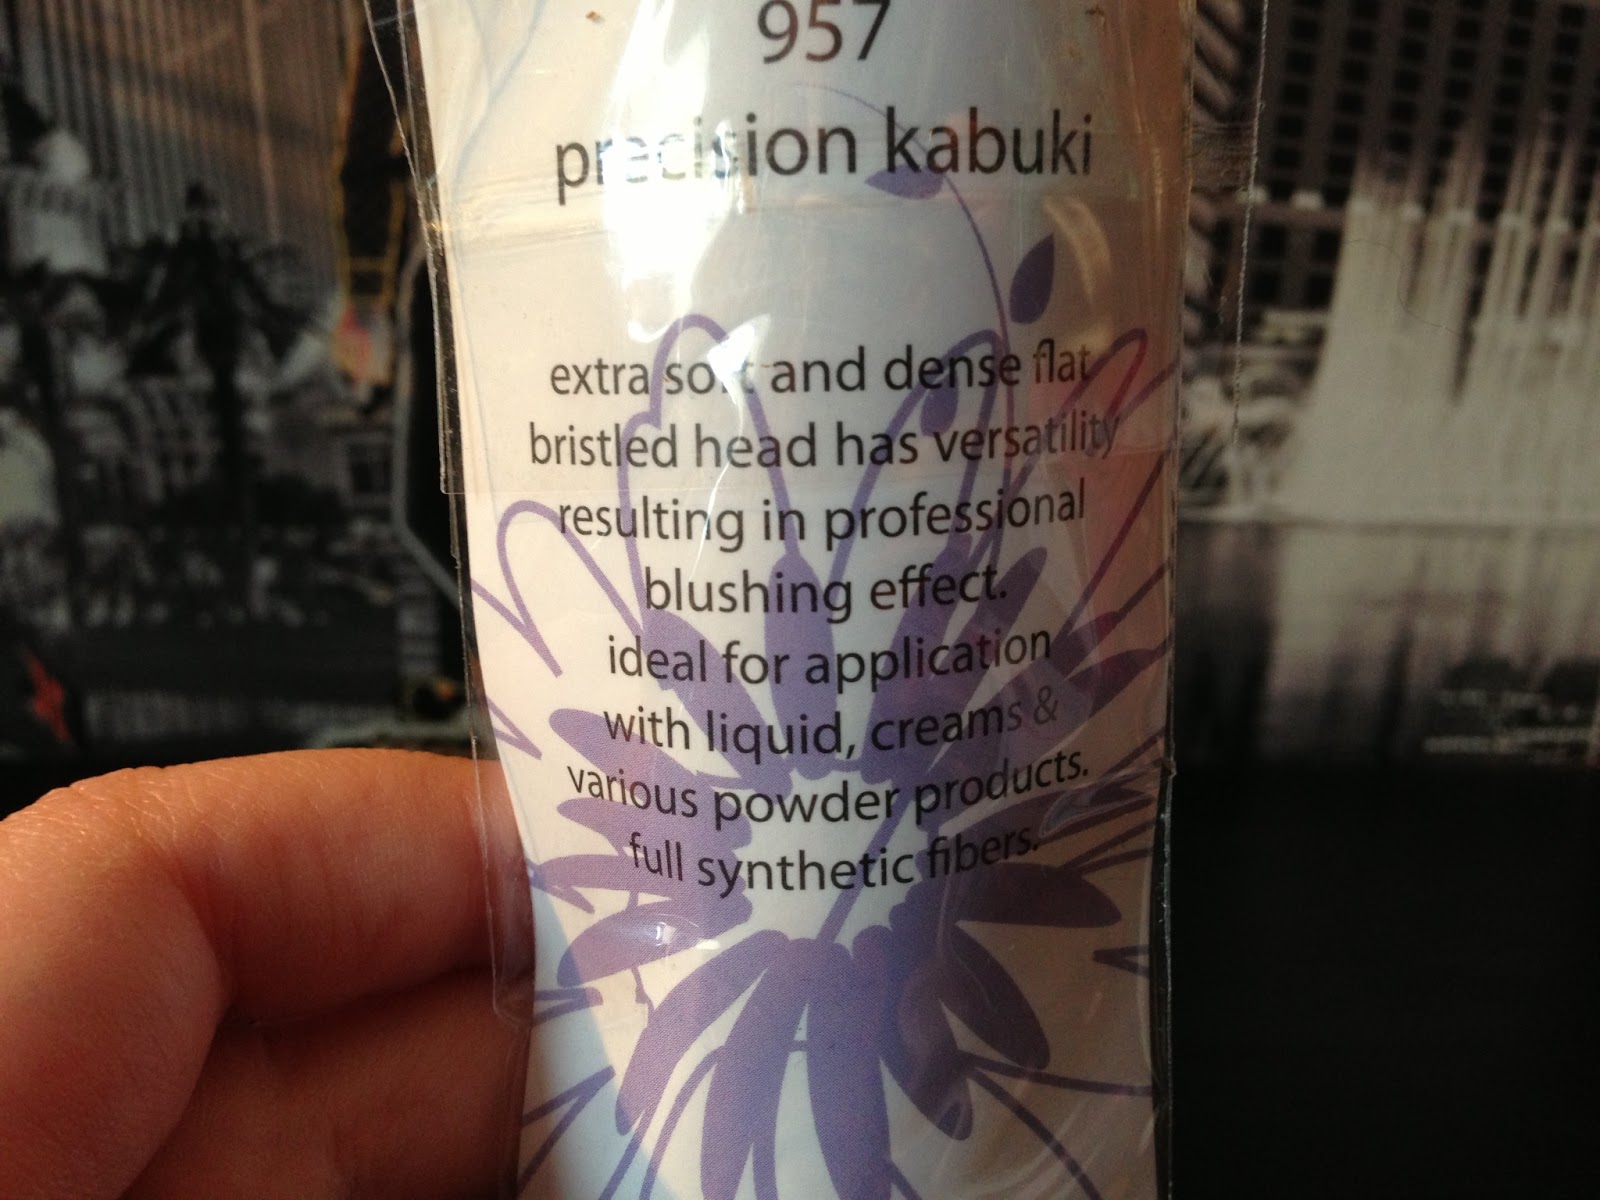 957
precision kabuki
extra soft and dense flat
bristled head has versatility
resulting in professional
blushing effect.
ideal for application
with liquid, creams &
various powder products.
full synthetic fibers.